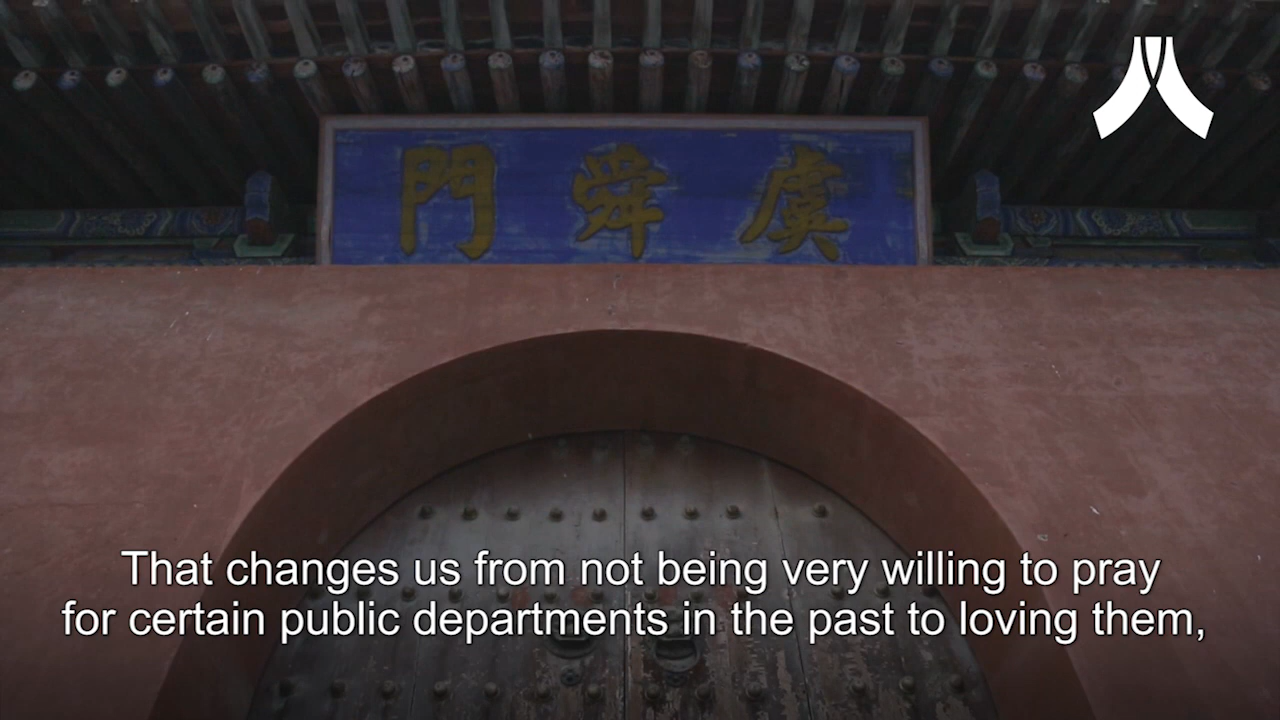 虞舜門
That changes us from not being very willing to pray
for certain public departments in the past to loving them,